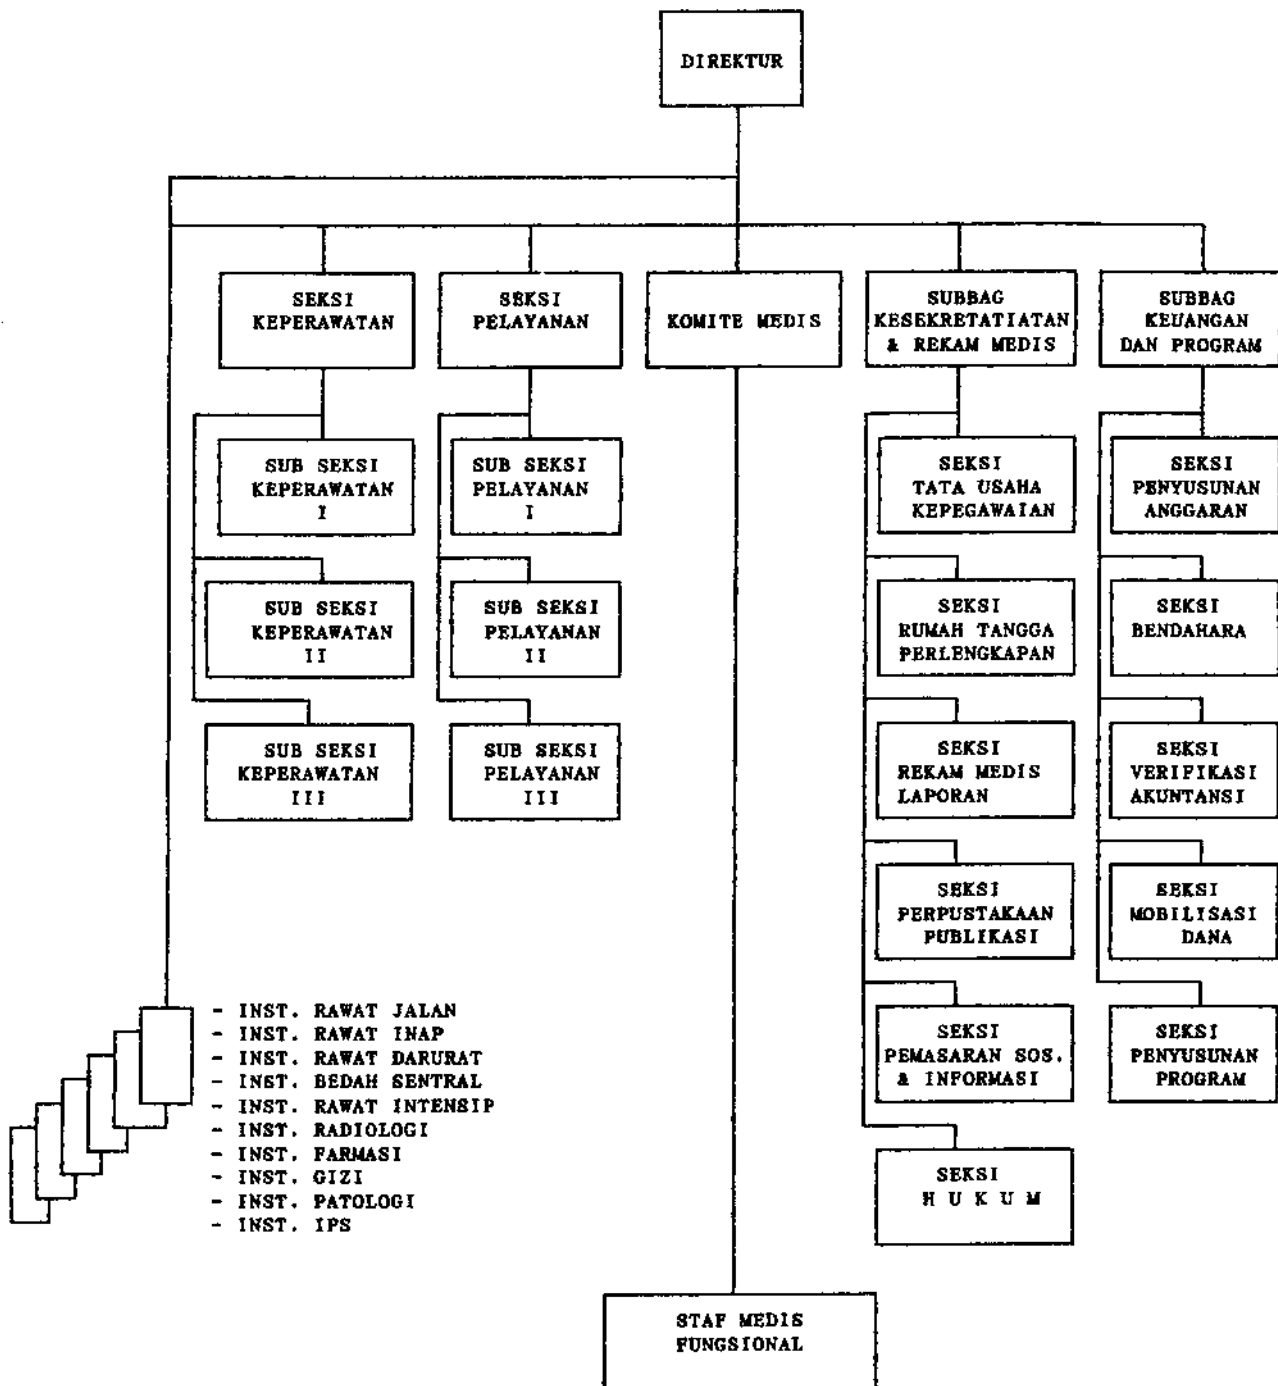 DIREKTUR
SEKSI
KEPERAWATAN
SEKSI
PELAYANAN
KOMITE MEDIS
SUBBAG
KESEKRETATIATAN
& REKAM MEDIS
SUBBAG
KEUANGAN
DAN PROGRAM
SUB SEKSI
KEPERAWATAN
I
SUB SEKSI
PELAYANAN
I
SEKSI
TATA USAHA
KEPEGAWAIAN
SEKSI
PENYUSUNAN
ANGGARAN
SUB SEKSI
KEPERAWATAN
II
SUB SEKSI
PELAYANAN
II
SEKSI
RUMAH TANGGA
PERLENGKAPAN
SEKSI
BENDAHARA
SUB SEKSI
KEPERAWATAN
III
SUB SEKSI
PELAYANAN
III
SEKSI
REKAM MEDIS
LAPORAN
SEKSI
VERIFIKASI
AKUNTANSI
SEKSI
PERPUSTAKAAN
PUBLIKASI
SEKSI
MOBILISASI
DANA
- INST. RAWAT JALAN
- INST. RAWAT INAP
- INST. RAWAT DARURAT
- INST. BEDAH SENTRAL
- INST. RAWAT INTENSIP
- INST. RADIOLOGI
- INST. FARMASI
- INST. GIZI
- INST. PATOLOGI
- INST. IPS
SEKSI
PEMASARAN SOS.
& INFORMASI
SEKSI
PENYUSUNAN
PROGRAM
SEKSI
H U K U M
STAF MEDIS
FUNGSIONAL